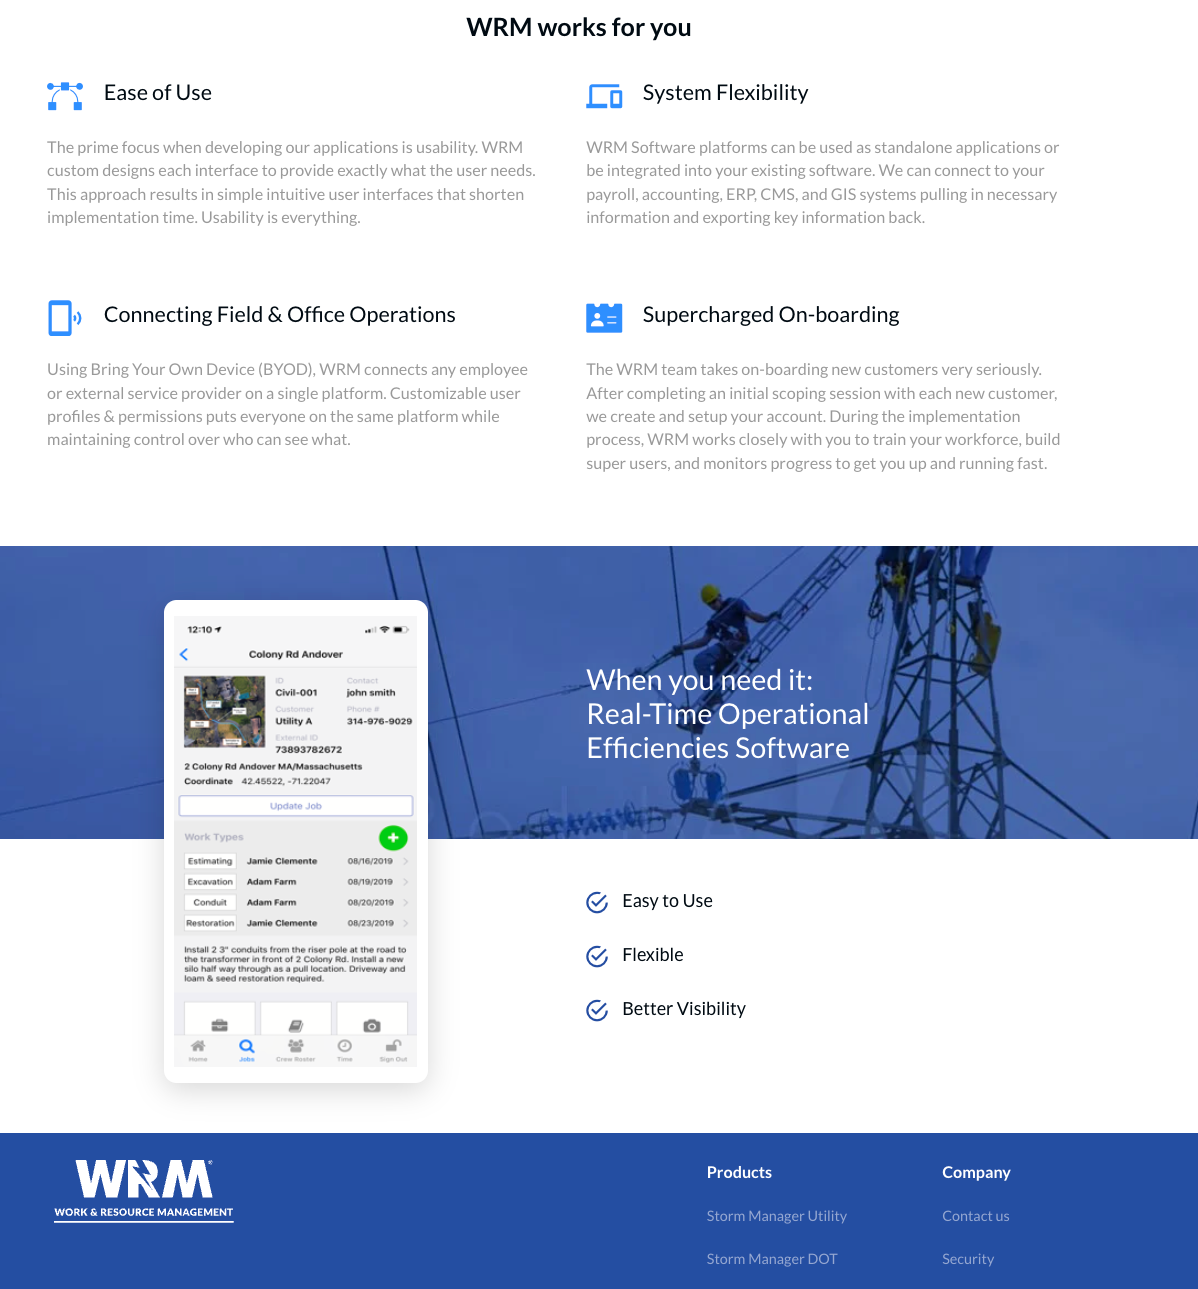 WRM works for you
Ease of Use
The prime focus when developing our applications is usability. WRM
custom designs each interface to provide exactly what the user needs.
This approach results in simple intuitive user interfaces that shorten
implementation time. Usability is everything.
System Flexibility
WRM Software platforms can be used as standalone applications or
be integrated into your existing software. We can connect to your
payroll, accounting, ERP, CMS, and GIS systems pulling in necessary
information and exporting key information back.
Connecting Field & Office Operations
Using Bring Your Own Device (BYOD), WRM connects any employee
or external service provider on a single platform. Customizable user
profiles & permissions puts everyone on the same platform while
maintaining control over who can see what.
Supercharged On-boarding
The WRM team takes on-boarding new customers very seriously.
After completing an initial scoping session with each new customer,
we create and setup your account. During the implementation
process, WRM works closely with you to train your workforce, build
super users, and monitors progress to get you up and running fast.
12:10
Colony Rd Andover
ID Contact
Civil-001 john smith
Customer Phone #
Utility A 314-976-9029
External ID
73893782672
2 Colony Rd Andover MA/Massachusetts
Coordinate 42.45522, -71.22047
Update Job
Work Types
Estimating Jamie Clemente 08/16/2019
Excavation Adam Farm 08/19/2019
Conduit Adam Farm 08/20/2019
Restoration Jamie Clemente 08/23/2019
Install 2 3" conduits from the riser pole at the road to
the transformer in front of 2 Colony Rd. Install a new
silo half way through as a pull location. Driveway and
loam & seed restoration required.
Home Jobs Crew Roster Time Sign Out
When you need it:
Real-Time Operational
Efficiencies Software
Easy to Use
Flexible
Better Visibility
WRM®
WORK & RESOURCE MANAGEMENT
Products
Storm Manager Utility
Storm Manager DOT
Company
Contact us
Security